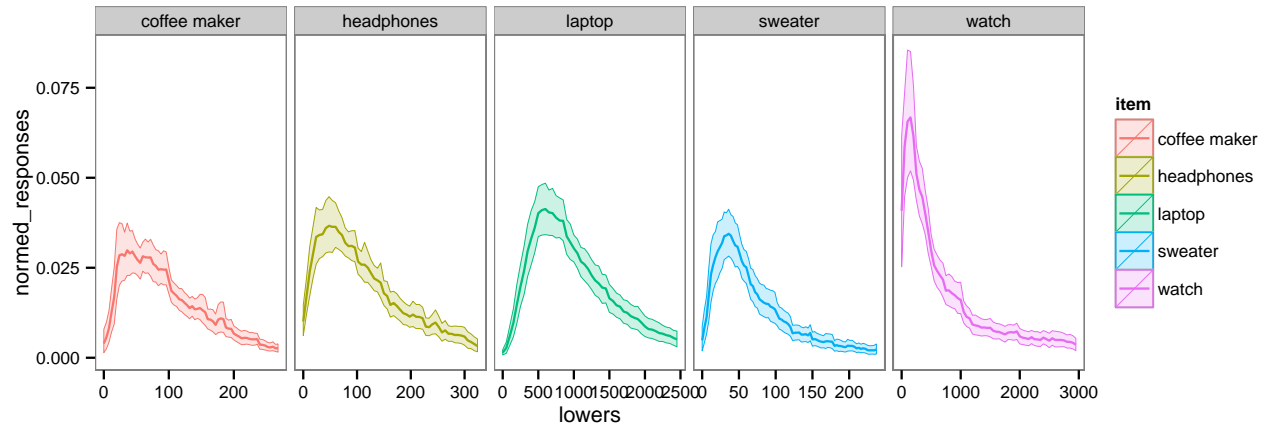 coffee maker headphones laptop sweater watch
normed_responses
0.075
0.050
0.025
0.000
0 100 200 0 100 200 300 0 500 1000 1500 2000 2500 0 50 100 150 200 0 1000 2000 3000
lowers
item
coffee maker
headphones
laptop
sweater
watch